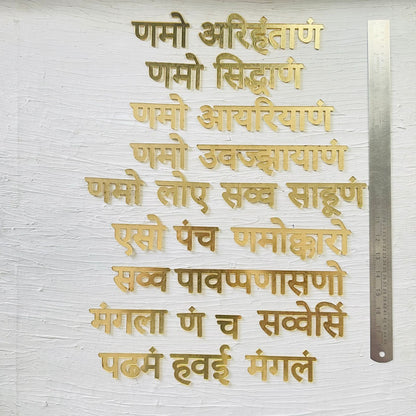 णमो अरिहंताणं
णमो सिद्धाणं
णमो आयरियाणं
णमो उवज्झायाणं
णमो लोए सव्व साहूणं
एसो पंच णमोक्कारो
सव्व पावप्पणासणो
मंगला णं च सव्वेसिं
पढमं हवई मंगलं